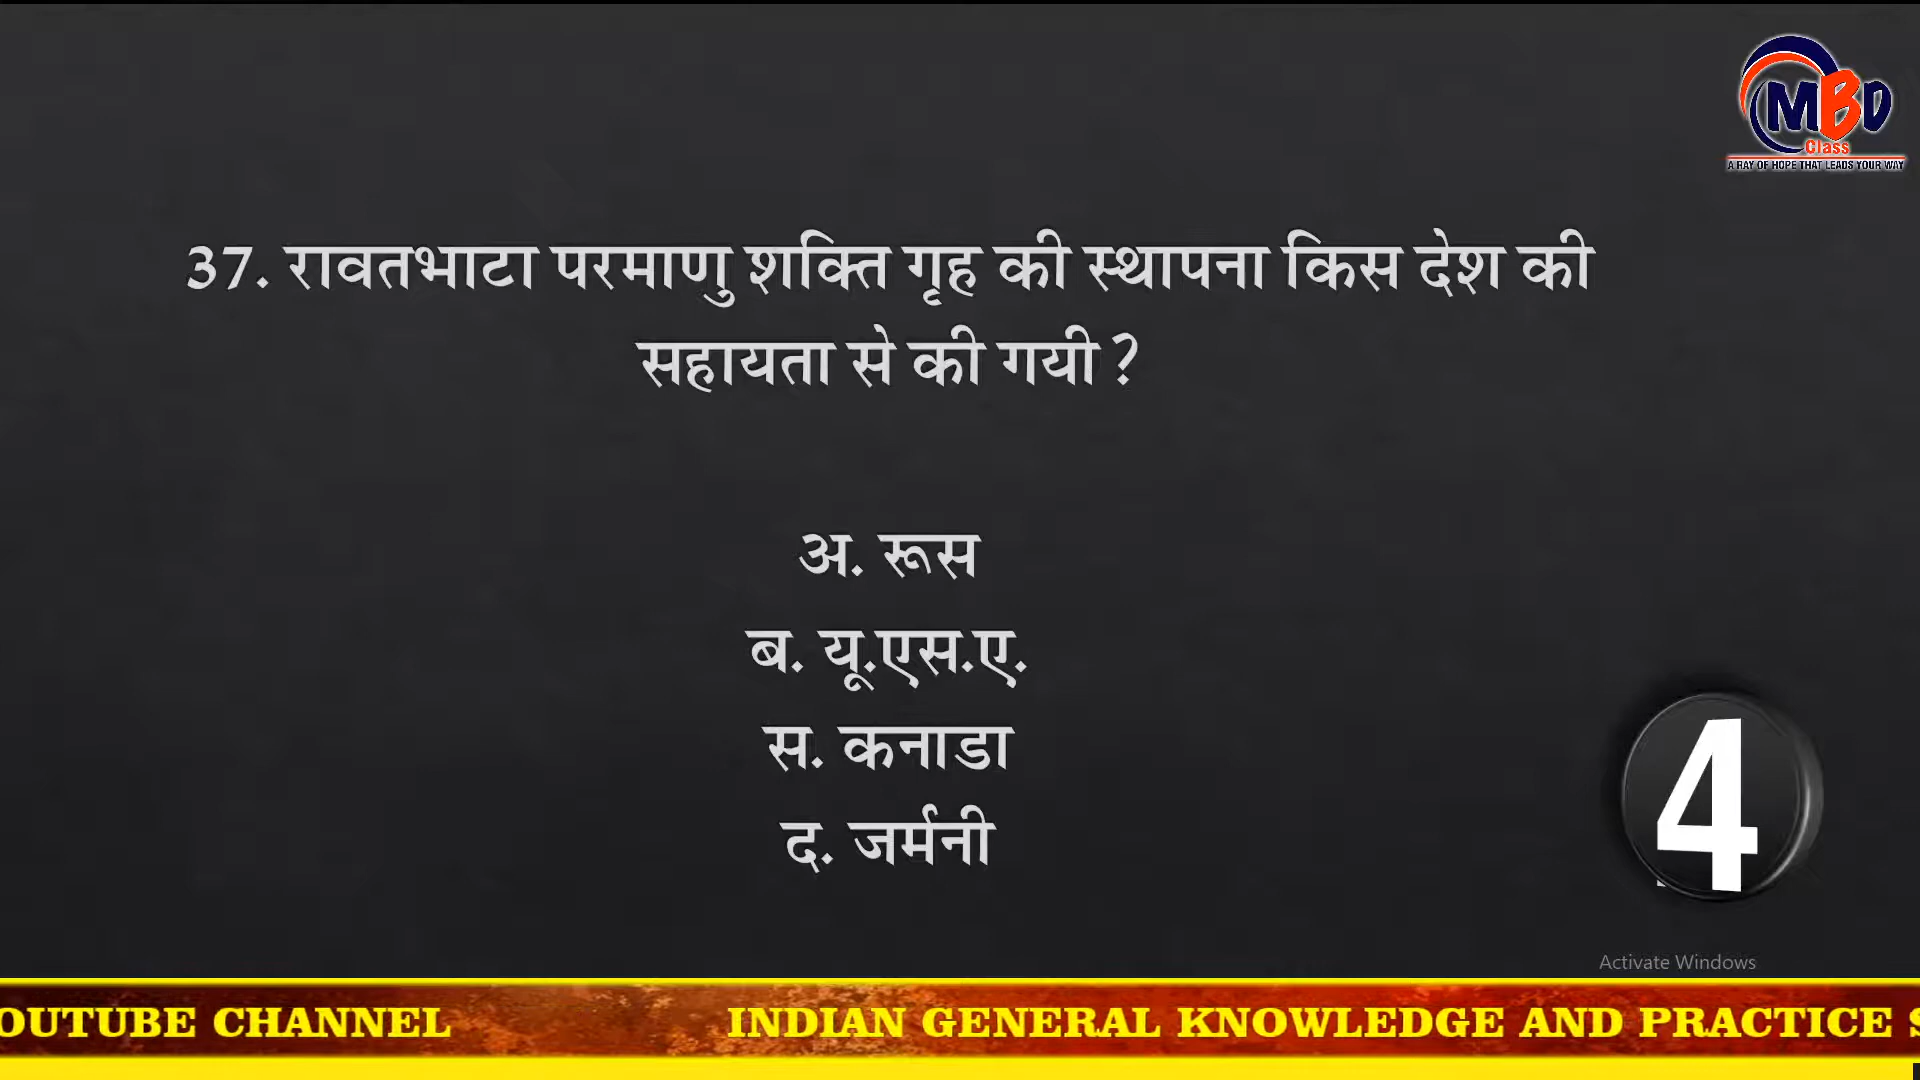 MBD
Class
A RAY OF HOPE THAT LEADS YOUR WAY
37. रावतभाटा परमाणु शक्ति गृह की स्थापना किस देश की
सहायता से की गयी ?
अ. रूस
ब. यू.एस.ए.
स. कनाडा
द. जर्मनी
4
Activate Windows
OUTUBE CHANNEL INDIAN GENERAL KNOWLEDGE AND PRACTICE S